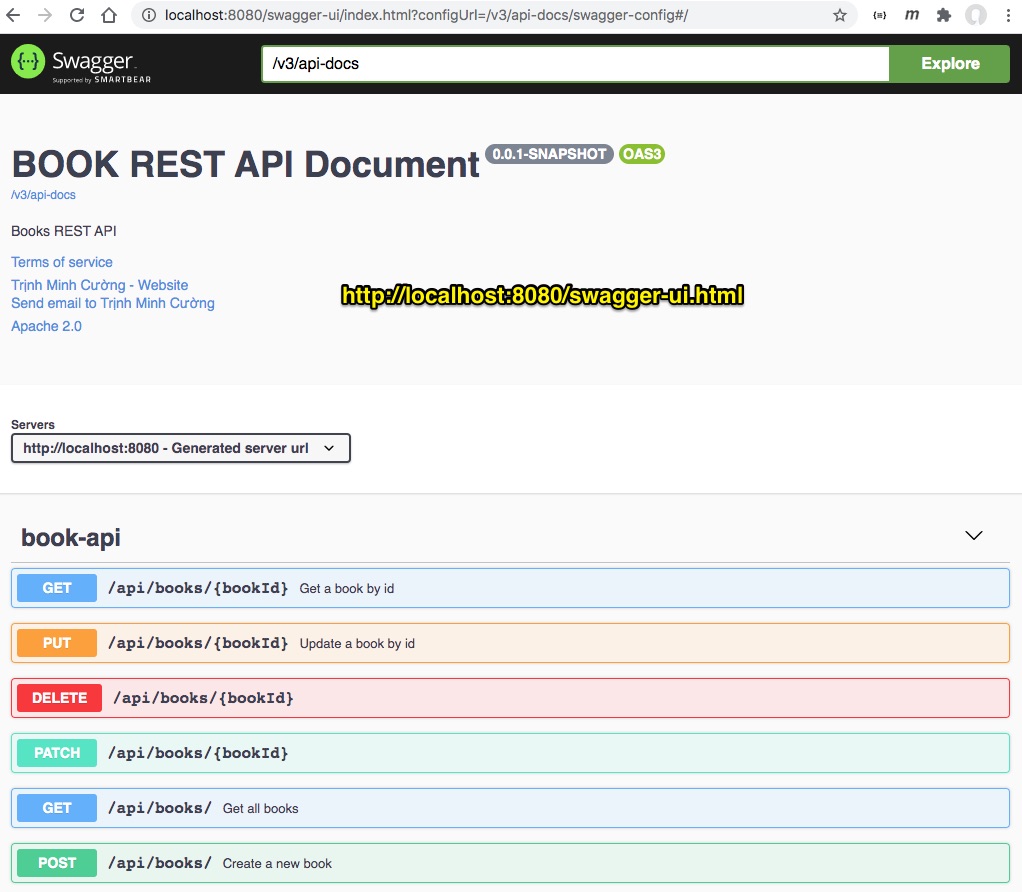 localhost:8080/swagger-ui/index.html?configUrl=/v3/api-docs/swagger-config#/
{≡} m
{··} Swagger
Supported by SMARTBEAR
/v3/api-docs
Explore
BOOK REST API Document 0.0.1-SNAPSHOT OAS3
/v3/api-docs
Books REST API
Terms of service
Trịnh Minh Cường - Website
http://localhost:8080/swagger-ui.html
Send email to Trịnh Minh Cường
Apache 2.0
Servers
http://localhost:8080 - Generated server url
book-api
GET /api/books/{bookId} Get a book by id
PUT /api/books/{bookId} Update a book by id
DELETE /api/books/{bookId}
PATCH /api/books/{bookId}
GET /api/books/ Get all books
POST /api/books/ Create a new book